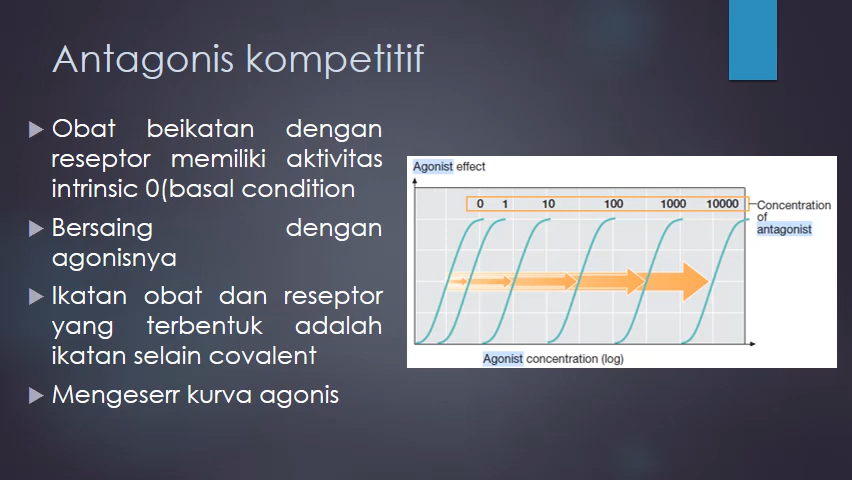 Antagonis kompetitif
Obat beikatan dengan
reseptor memiliki aktivitas
intrinsic 0(basal condition
Bersaing dengan
agonisnya
Ikatan obat dan reseptor
yang terbentuk adalah
ikatan selain covalent
Mengeserr kurva agonis
Agonist effect
0 1 10 100 1000 10000
Concentration
of
antagonist
Agonist concentration (log)